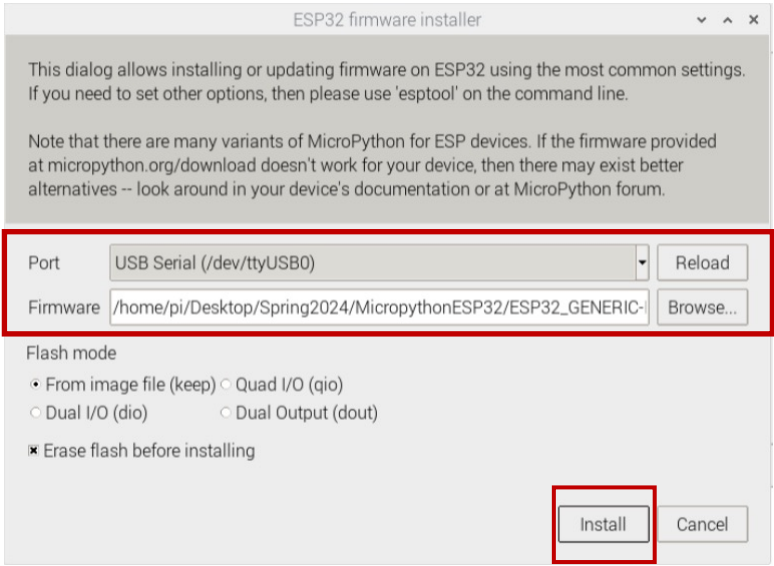 ESP32 firmware installer
This dialog allows installing or updating firmware on ESP32 using the most common settings.
If you need to set other options, then please use 'esptool' on the command line.
Note that there are many variants of MicroPython for ESP devices. If the firmware provided
at micropython.org/download doesn't work for your device, then there may exist better
alternatives -- look around in your device's documentation or at MicroPython forum.
Port USB Serial (/dev/ttyUSB0) Reload
Firmware /home/pi/Desktop/Spring2024/MicropythonESP32/ESP32_GENERIC- Browse...
Flash mode
From image file (keep) Quad I/O (qio)
Dual I/O (dio) Dual Output (dout)
Erase flash before installing
Install Cancel